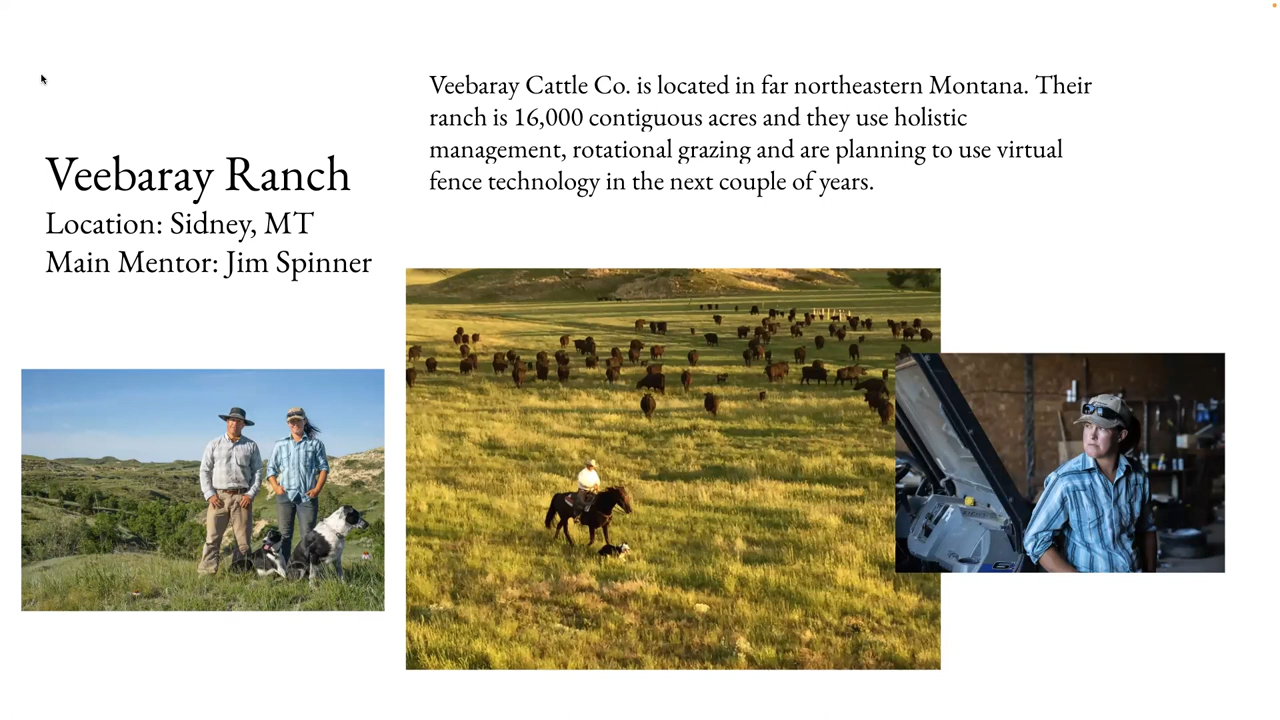 Veebaray Ranch
Location: Sidney, MT
Main Mentor: Jim Spinner
Veebaray Cattle Co. is located in far northeastern Montana. Their
ranch is 16,000 contiguous acres and they use holistic
management, rotational grazing and are planning to use virtual
fence technology in the next couple of years.